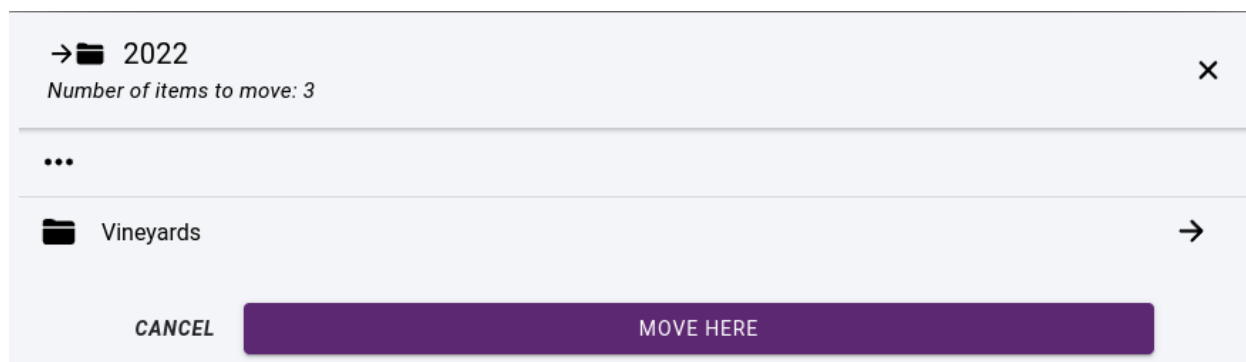 2022
Number of items to move: 3
Vineyards
CANCEL
MOVE HERE